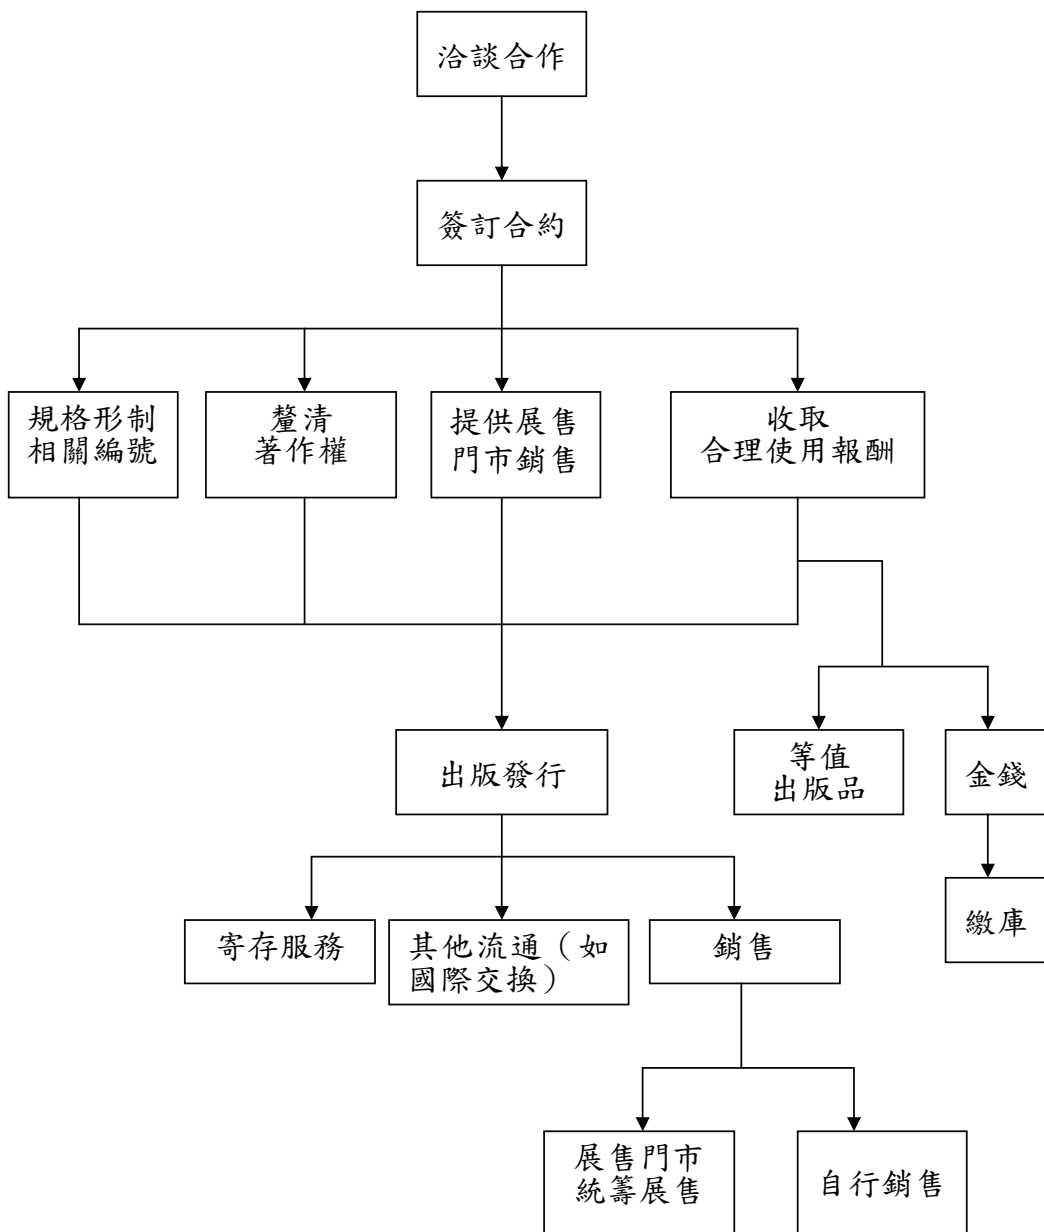 洽談合作
簽訂合約
規格形制
相關編號
釐清
著作權
提供展售
門市銷售
收取
合理使用報酬
出版發行
等值
出版品
金錢
寄存服務
其他流通（如
國際交換）
銷售
繳庫
展售門市
統籌展售
自行銷售